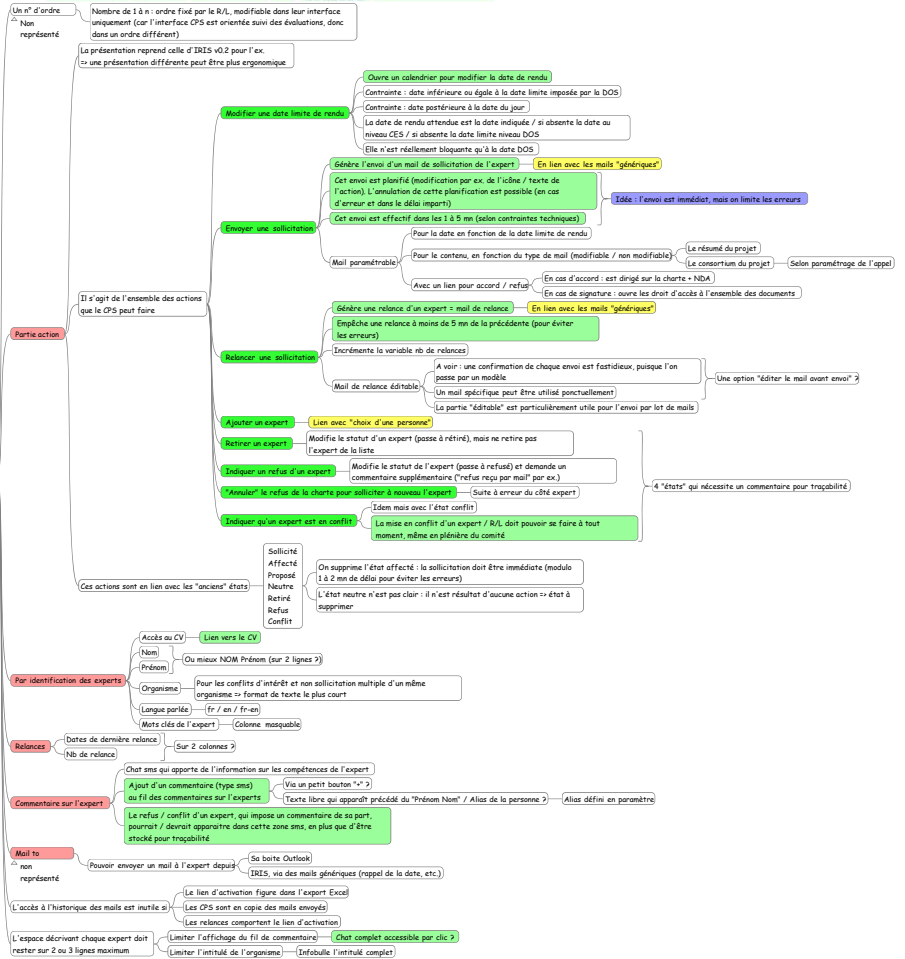 Un n° d'ordre
Non
représenté
Nombre de 1 à n : ordre fixé par le R/L, modifiable dans leur interface
uniquement (car l'interface CPS est orientée suivi des évaluations, donc
dans un ordre différent)
Partie action
La présentation reprend celle d'IRIS v0.2 pour l'ex.
=> une présentation différente peut être plus ergonomique
Il s'agit de l'ensemble des actions
que le CPS peut faire
Modifier une date limite de rendu
Ouvre un calendrier pour modifier la date de rendu
Contrainte : date inférieure ou égale à la date limite imposée par la DOS
Contrainte : date postérieure à la date du jour
La date de rendu attendue est la date indiquée / si absente la date au
niveau CES / si absente la date limite niveau DOS
Elle n'est réellement bloquante qu'à la date DOS
Envoyer une sollicitation
Génère l'envoi d'un mail de sollicitation de l'expert
En lien avec les mails "génériques"
Cet envoi est planifié (modification par ex. de l'icône / texte de
l'action). L'annulation de cette planification est possible (en cas
d'erreur et dans le délai imparti)
Cet envoi est effectif dans les 1 à 5 mn (selon contraintes techniques)
Idée : l'envoi est immédiat, mais on limite les erreurs
Mail paramétrable
Pour la date en fonction de la date limite de rendu
Pour le contenu, en fonction du type de mail (modifiable / non modifiable)
Le résumé du projet
Le consortium du projet
Selon paramétrage de l'appel
Avec un lien pour accord / refus
En cas d'accord : est dirigé sur la charte + NDA
En cas de signature : ouvre les droit d'accès à l'ensemble des documents
Relancer une sollicitation
Génère une relance d'un expert = mail de relance
En lien avec les mails "génériques"
Empêche une relance à moins de 5 mn de la précédente (pour éviter
les erreurs)
Incrémente la variable nb de relances
Mail de relance éditable
A voir : une confirmation de chaque envoi est fastidieux, puisque l'on
passe par un modèle
Un mail spécifique peut être utilisé ponctuellement
La partie "éditable" est particulièrement utile pour l'envoi par lot de mails
Une option "éditer le mail avant envoi" ?
Ajouter un expert
Lien avec "choix d'une personne"
Retirer un expert
Modifie le statut d'un expert (passe à rétiré), mais ne retire pas
l'expert de la liste
Indiquer un refus d'un expert
Modifie le statut de l'expert (passe à refusé) et demande un
commentaire supplémentaire ("refus reçu par mail" par ex.)
"Annuler" le refus de la charte pour solliciter à nouveau l'expert
Suite à erreur du côté expert
Indiquer qu'un expert est en conflit
Idem mais avec l'état conflit
La mise en conflit d'un expert / R/L doit pouvoir se faire à tout
moment, même en plénière du comité
4 "états" qui nécessite un commentaire pour traçabilité
Ces actions sont en lien avec les "anciens" états
Sollicité
Affecté
Proposé
Neutre
Retiré
Refus
Conflit
On supprime l'état affecté : la sollicitation doit être immédiate (modulo
1 à 2 mn de délai pour éviter les erreurs)
L'état neutre n'est pas clair : il n'est résultat d'aucune action => état à
supprimer
Par identification des experts
Accès au CV
Lien vers le CV
Nom
Prénom
Ou mieux NOM Prénom (sur 2 lignes ?)
Organisme
Pour les conflits d'intérêt et non sollicitation multiple d'un même
organisme => format de texte le plus court
Langue parlée
fr / en / fr-en
Mots clés de l'expert
Colonne masquable
Relances
Dates de dernière relance
Nb de relance
Sur 2 colonnes ?
Commentaire sur l'expert
Chat sms qui apporte de l'information sur les compétences de l'expert
Ajout d'un commentaire (type sms)
au fil des commentaires sur l'experts
Via un petit bouton "+" ?
Texte libre qui apparaît précédé du "Prénom Nom" / Alias de la personne ?
Alias défini en paramètre
Le refus / conflit d'un expert, qui impose un commentaire de sa part,
pourrait / devrait apparaitre dans cette zone sms, en plus que d'être
stocké pour traçabilité
Mail to
non
représenté
Pouvoir envoyer un mail à l'expert depuis
Sa boite Outlook
IRIS, via des mails génériques (rappel de la date, etc.)
L'accès à l'historique des mails est inutile si
Le lien d'activation figure dans l'export Excel
Les CPS sont en copie des mails envoyés
Les relances comportent le lien d'activation
L'espace décrivant chaque expert doit
rester sur 2 ou 3 lignes maximum
Limiter l'affichage du fil de commentaire
Chat complet accessible par clic ?
Limiter l'intitulé de l'organisme
Infobulle l'intitulé complet